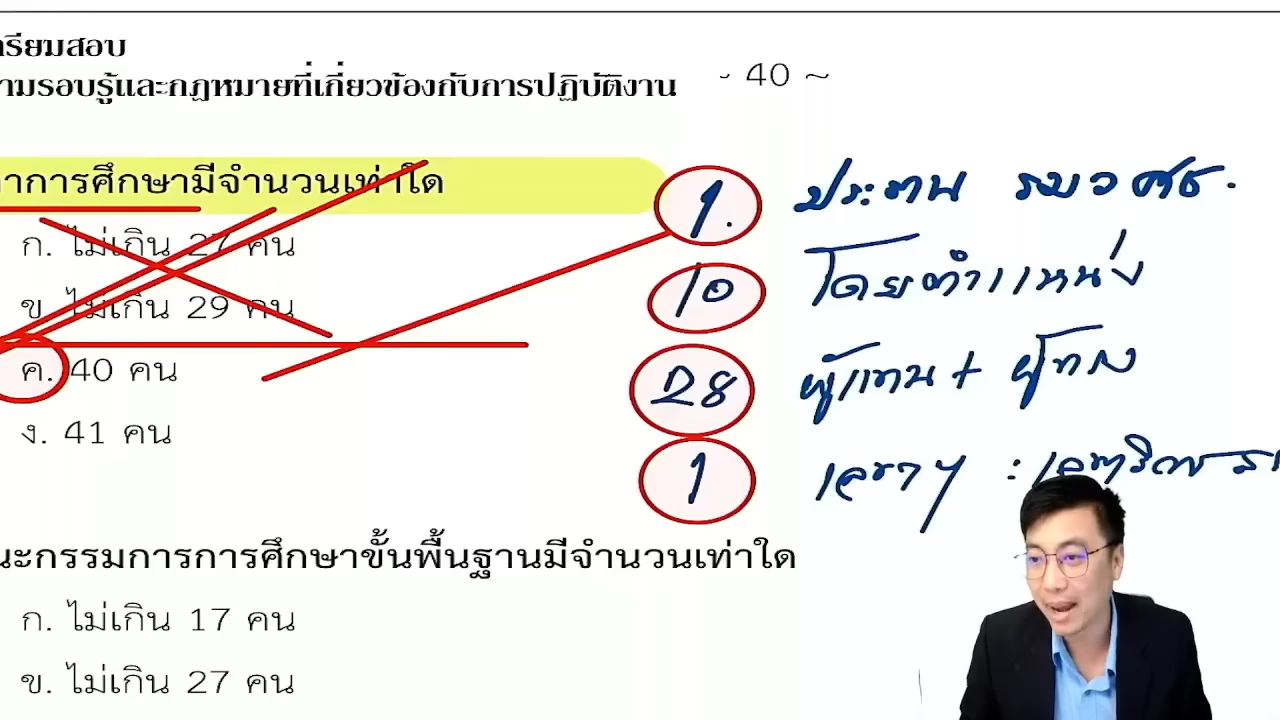 ตรียมสอบ
ามรอบรู้และกฎหมายที่เกี่ยวข้องกับการปฏิบัติงาน
~ 40 ~
าการศึกษามีจำนวนเท่าใด
ก. ไม่เกิน 27 คน
ข. ไม่เกิน 29 คน
ค. 40 คน
ง. 41 คน
1. ประธาน รมว ศธ.
10 โดยตำแหน่ง
28 ผู้แทน + ผู้ทรง
1 เลขาฯ :
ณะกรรมการการศึกษาขั้นพื้นฐานมีจำนวนเท่าใด
ก. ไม่เกิน 17 คน
ข. ไม่เกิน 27 คน